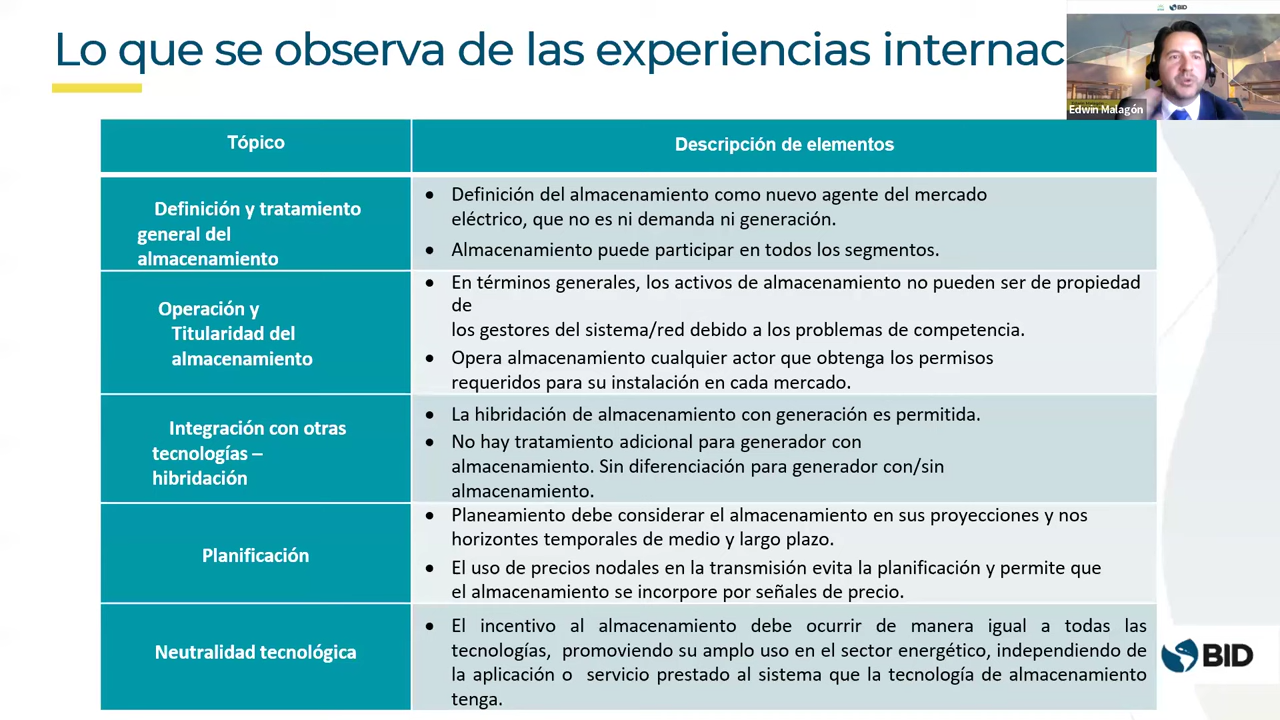 Lo que se observa de las experiencias internac
BID
Edwin Malagón
Tópico
Descripción de elementos
Definición y tratamiento
general del
almacenamiento
• Definición del almacenamiento como nuevo agente del mercado
eléctrico, que no es ni demanda ni generación.
• Almacenamiento puede participar en todos los segmentos.
Operación y
Titularidad del
almacenamiento
• En términos generales, los activos de almacenamiento no pueden ser de propiedad
de
los gestores del sistema/red debido a los problemas de competencia.
• Opera almacenamiento cualquier actor que obtenga los permisos
requeridos para su instalación en cada mercado.
Integración con otras
tecnologías –
hibridación
• La hibridación de almacenamiento con generación es permitida.
• No hay tratamiento adicional para generador con
almacenamiento. Sin diferenciación para generador con/sin
almacenamiento.
Planificación
• Planeamiento debe considerar el almacenamiento en sus proyecciones y nos
horizontes temporales de medio y largo plazo.
• El uso de precios nodales en la transmisión evita la planificación y permite que
el almacenamiento se incorpore por señales de precio.
Neutralidad tecnológica
• El incentivo al almacenamiento debe ocurrir de manera igual a todas las
tecnologías, promoviendo su amplo uso en el sector energético, independiendo de
la aplicación o servicio prestado al sistema que la tecnología de almacenamiento
tenga.
BID